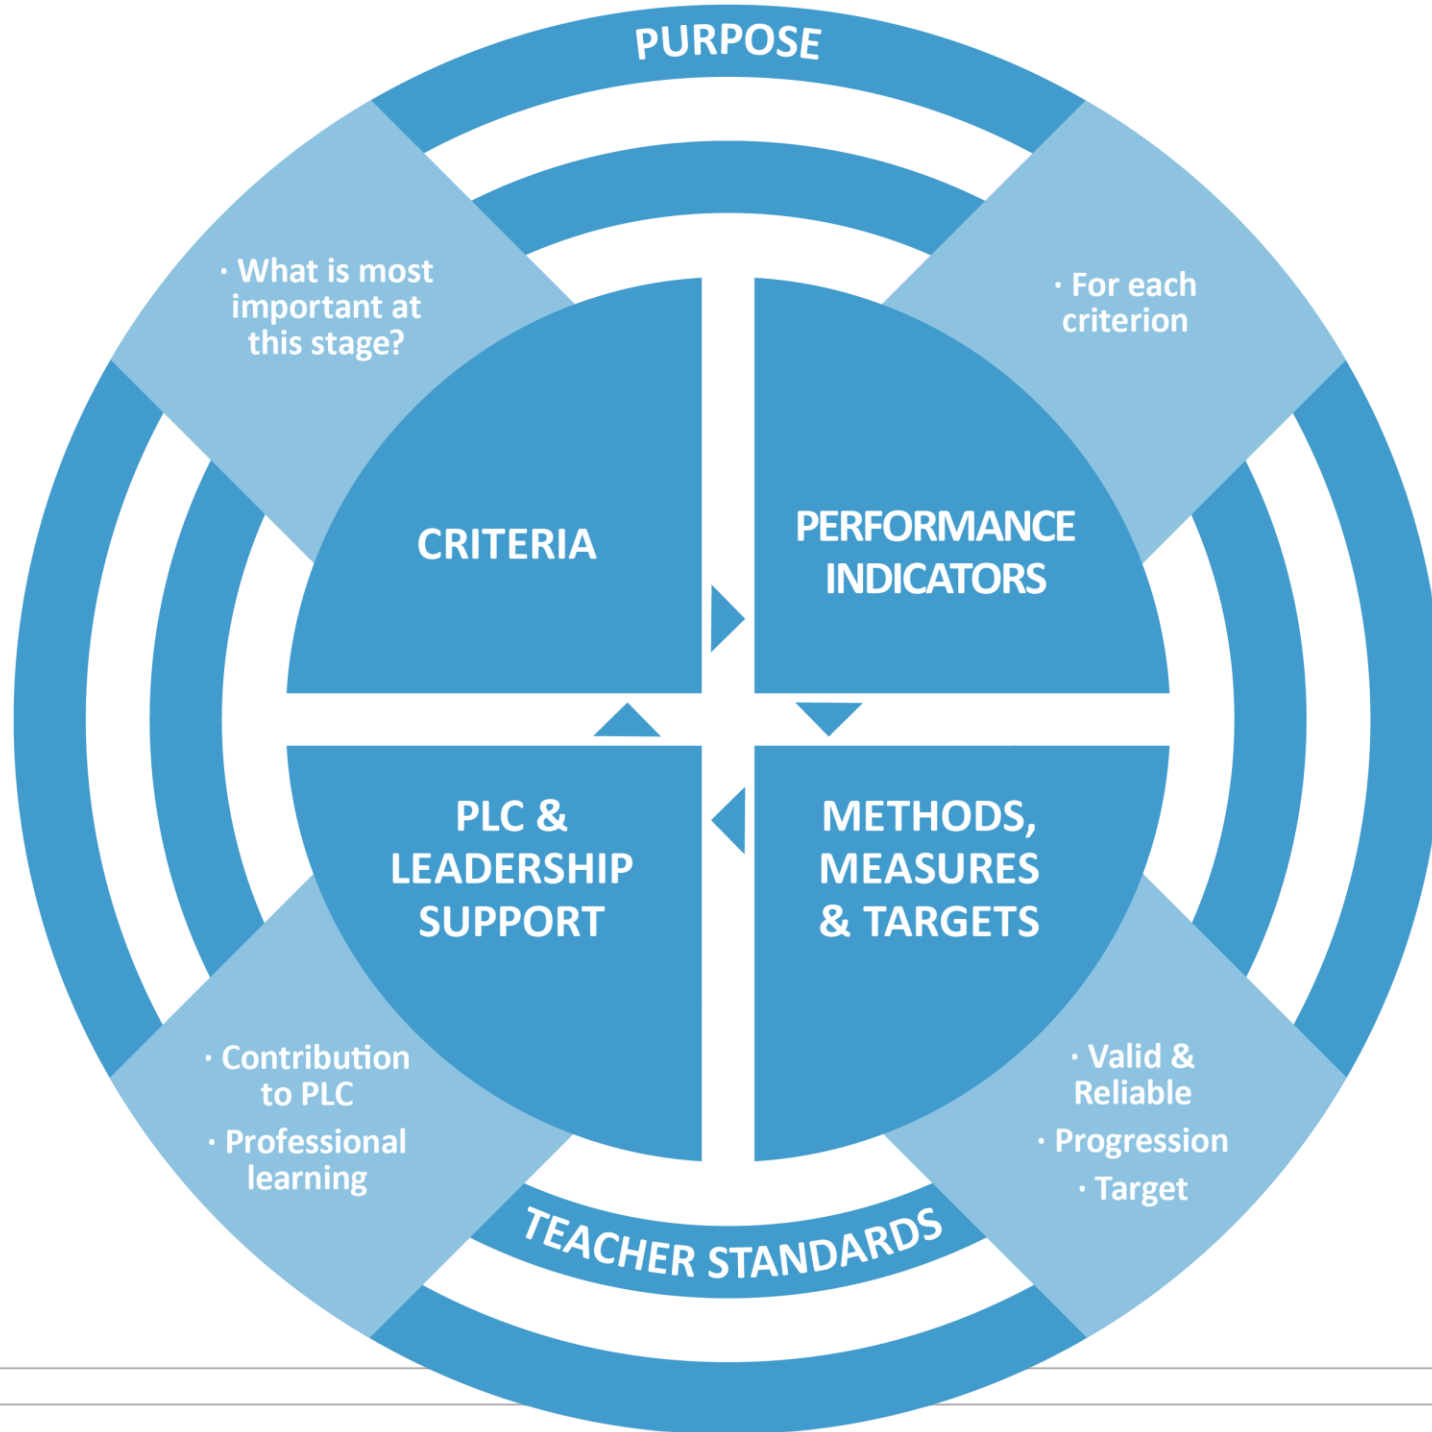 PURPOSE
· What is most
important at
this stage?
· For each
criterion
CRITERIA
PERFORMANCE
INDICATORS
PLC &
LEADERSHIP
SUPPORT
METHODS,
MEASURES
& TARGETS
· Contribution
to PLC
· Professional
learning
· Valid &
Reliable
· Progression
· Target
TEACHER STANDARDS